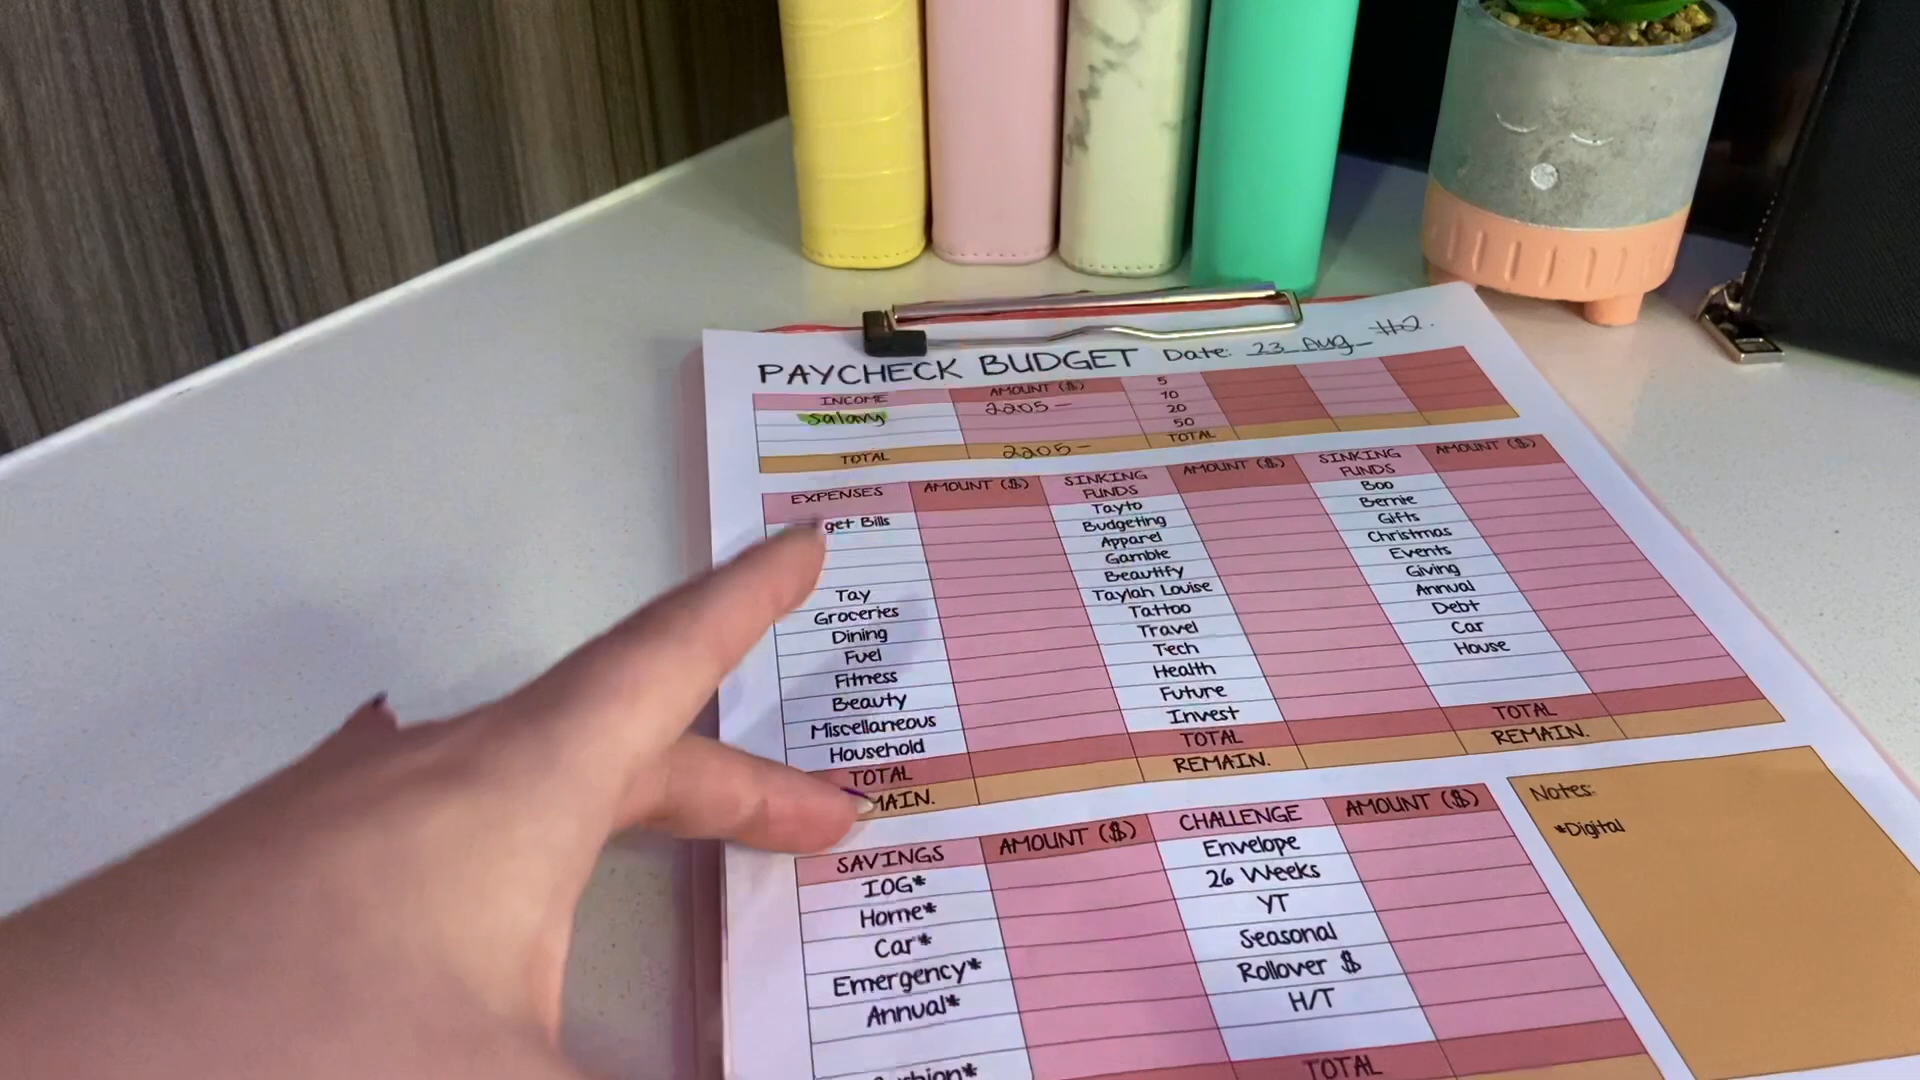 PAYCHECK BUDGET Date: 23 Aug #2.
INCOME AMOUNT ($) 5
Salary 2205- 10
20
50
TOTAL 2205- TOTAL
EXPENSES AMOUNT ($) SINKING FUNDS AMOUNT ($) SINKING FUNDS AMOUNT ($)
get Bills Tayto Boo
Budgeting Bernie
Apparel Gifts
Gamble Christmas
Beautify Events
Tay Taylah Louise Giving
Groceries Tattoo Annual
Dining Travel Debt
Fuel Tech Car
Fitness Health House
Beauty Future
Miscellaneous Invest
Household TOTAL TOTAL
TOTAL REMAIN. REMAIN.
MAIN.
SAVINGS AMOUNT ($) CHALLENGE AMOUNT ($) Notes:
IOG* Envelope *Digital
Home* 26 Weeks
Car* YT
Emergency* Seasonal
Annual* Rollover $
H/T
TOTAL